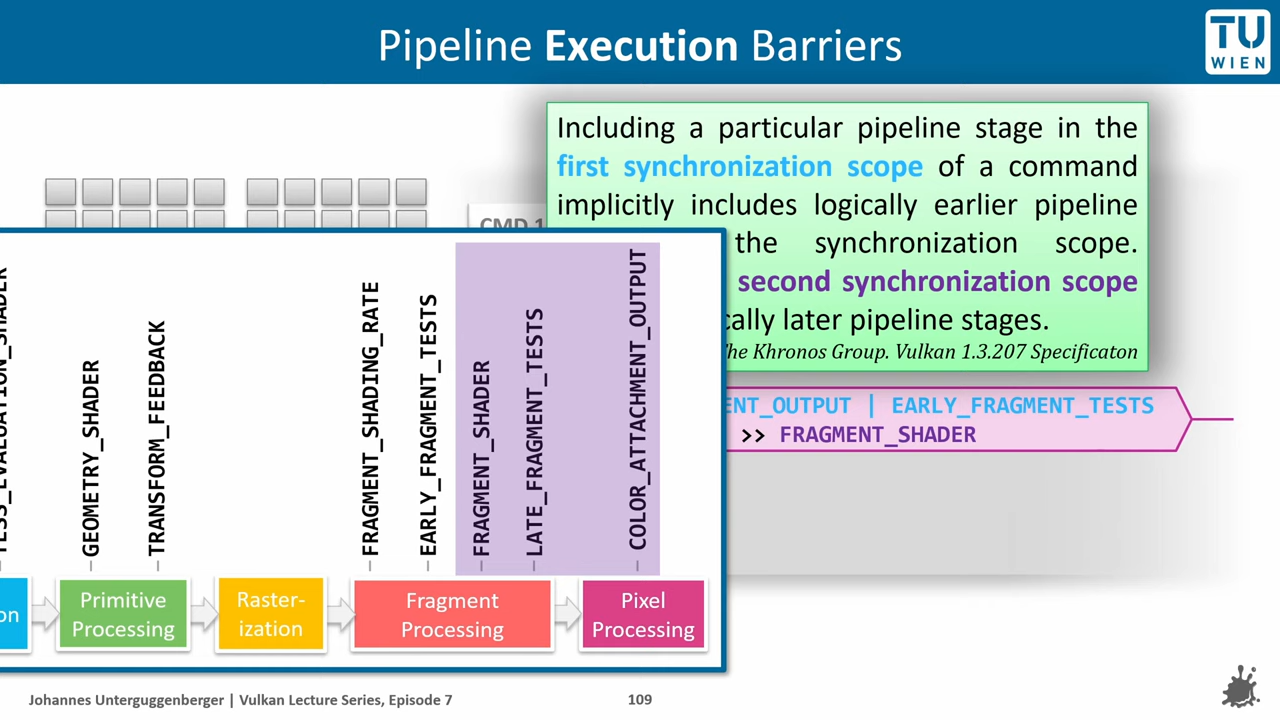 Pipeline Execution Barriers
TU
WIEN
Including a particular pipeline stage in the
first synchronization scope of a command
implicitly includes logically earlier pipeline
the synchronization scope.
second synchronization scope
later pipeline stages.
The Khronos Group. Vulkan 1.3.207 Specificaton
CMD 1
OUTPUT | EARLY_FRAGMENT_TESTS
>> FRAGMENT_SHADER
GEOMETRY_SHADER
TRANSFORM_FEEDBACK
FRAGMENT_SHADING_RATE
EARLY_FRAGMENT_TESTS
FRAGMENT_SHADER
LATE_FRAGMENT_TESTS
COLOR_ATTACHMENT_OUTPUT
Primitive
Processing
Raster-
ization
Fragment
Processing
Pixel
Processing
Johannes Unterguggenberger | Vulkan Lecture Series, Episode 7
109